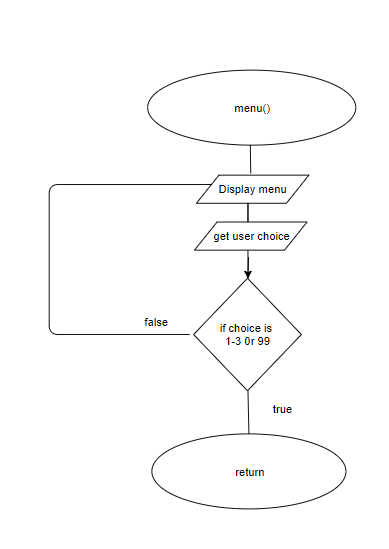 menu()
Display menu
get user choice
if choice is
1-3 0r 99
false
true
return